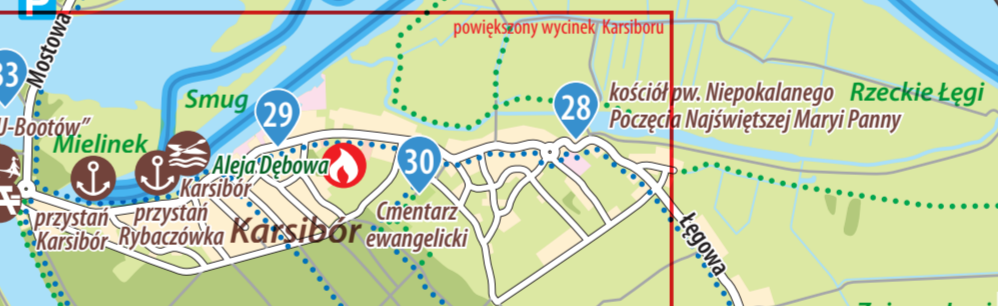 P
Mostowa
powiększony wycinek Karsiboru
33
U-Bootów"
Smug
29
28
kościół pw. Niepokalanego
Poczęcia Najświętszej Maryi Panny
Rzeckie Łęgi
Mielinek
Aleja Dębowa
30
Karsibór
przystań
Karsibór
przystań
Rybaczówka
Karsibór
Cmentarz
ewangelicki
Łęgowa